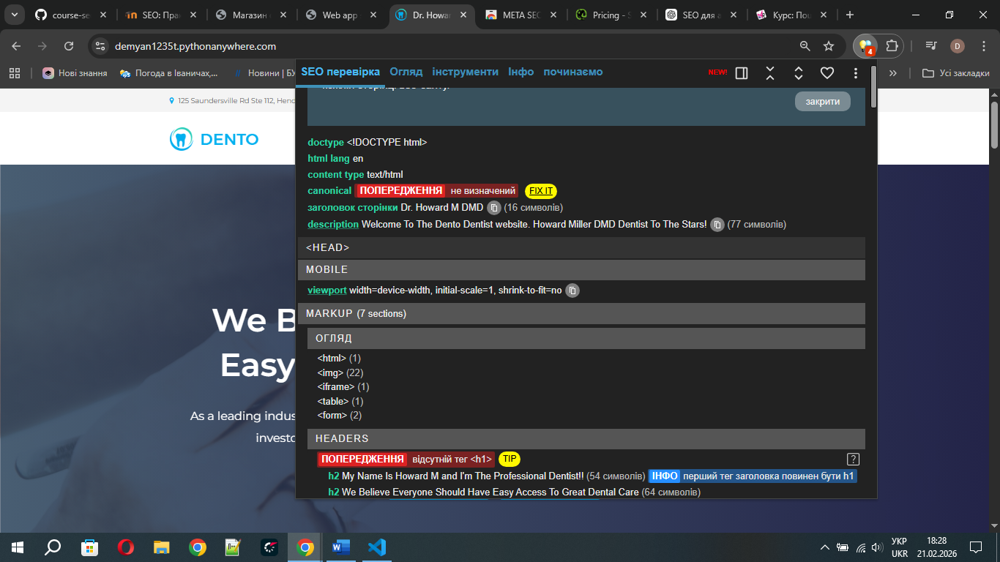 course-se
SEO: Пра
Магазин
Web app
Dr. Howar
META SEO
Pricing - S
SEO для а
Курс: Пош
demyan1235t.pythonanywhere.com
4
D
Нові знання
Погода в Іваничах,...
Новини | БУ
Усі закладки
SEO перевірка
Огляд
інструменти
Інфо
починаємо
NEW!
125 Saundersville Rd Ste 112, Hend
закрити
DENTO
doctype <!DOCTYPE html>
html lang en
content type text/html
canonical ПОПЕРЕДЖЕННЯ не визначений FIX IT
заголовок сторінки Dr. Howard M DMD (16 символів)
description Welcome To The Dento Dentist website. Howard Miller DMD Dentist To The Stars! (77 символів)
<HEAD>
MOBILE
viewport width=device-width, initial-scale=1, shrink-to-fit=no
MARKUP (7 sections)
ОГЛЯД
<html> (1)
<img> (22)
<iframe> (1)
<table> (1)
<form> (2)
HEADERS
ПОПЕРЕДЖЕННЯ відсутній тег <h1> TIP
?
h2 My Name Is Howard M and I'm The Professional Dentist!! (54 символів) ІНФО перший тег заголовка повинен бути h1
h2 We Believe Everyone Should Have Easy Access To Great Dental Care (64 символів)
We B
Easy
As a leading indus
investo
УКР
UKR
18:28
21.02.2026